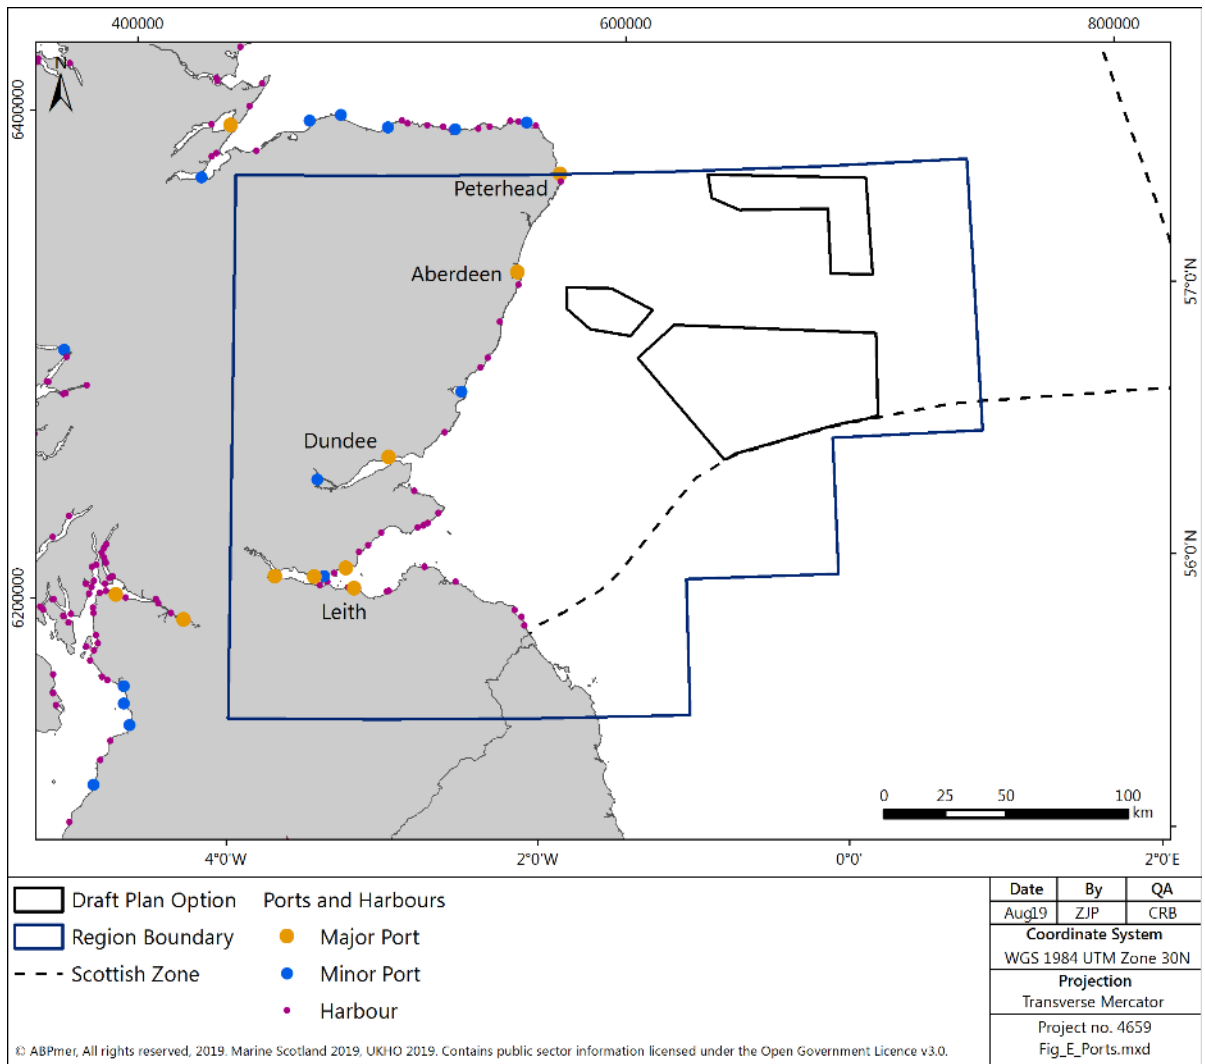 400000
600000
800000
N
6400000
6200000
57°0'N
56°0'N
Peterhead
Aberdeen
Dundee
Leith
0 25 50 100
km
4°0'W
2°0'W
0°0'
2°0'E
Draft Plan Option
Region Boundary
Scottish Zone
Ports and Harbours
Major Port
Minor Port
Harbour
Date By QA
Aug19 ZJP CRB
Coordinate System
WGS 1984 UTM Zone 30N
Projection
Transverse Mercator
Project no. 4659
Fig_E_Ports.mxd
© ABPmer, All rights reserved, 2019. Marine Scotland 2019, UKHO 2019. Contains public sector information licensed under the Open Government Licence v3.0.